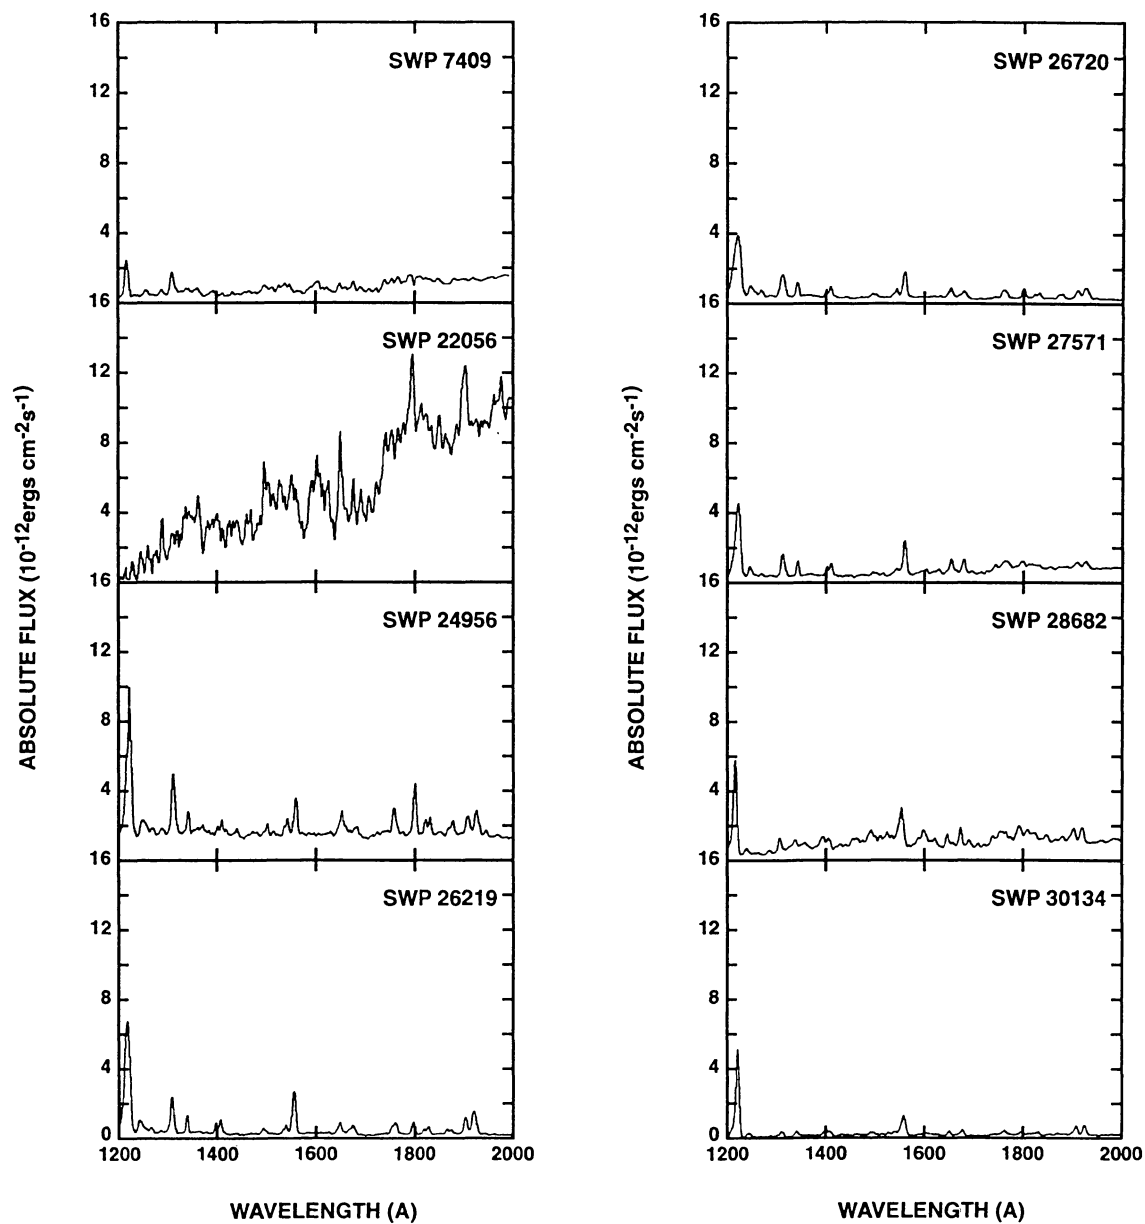 16
SWP 7409
12
8
4
16
SWP 22056
12
8
4
16
SWP 24956
12
8
4
16
SWP 26219
12
8
4
0
1200 1400 1600 1800 2000
WAVELENGTH (A)
ABSOLUTE FLUX (10-12ergs cm-2s-1)
16
SWP 26720
12
8
4
16
SWP 27571
12
8
4
16
SWP 28682
12
8
4
16
SWP 30134
12
8
4
0
1200 1400 1600 1800 2000
WAVELENGTH (A)
ABSOLUTE FLUX (10-12ergs cm-2s-1)